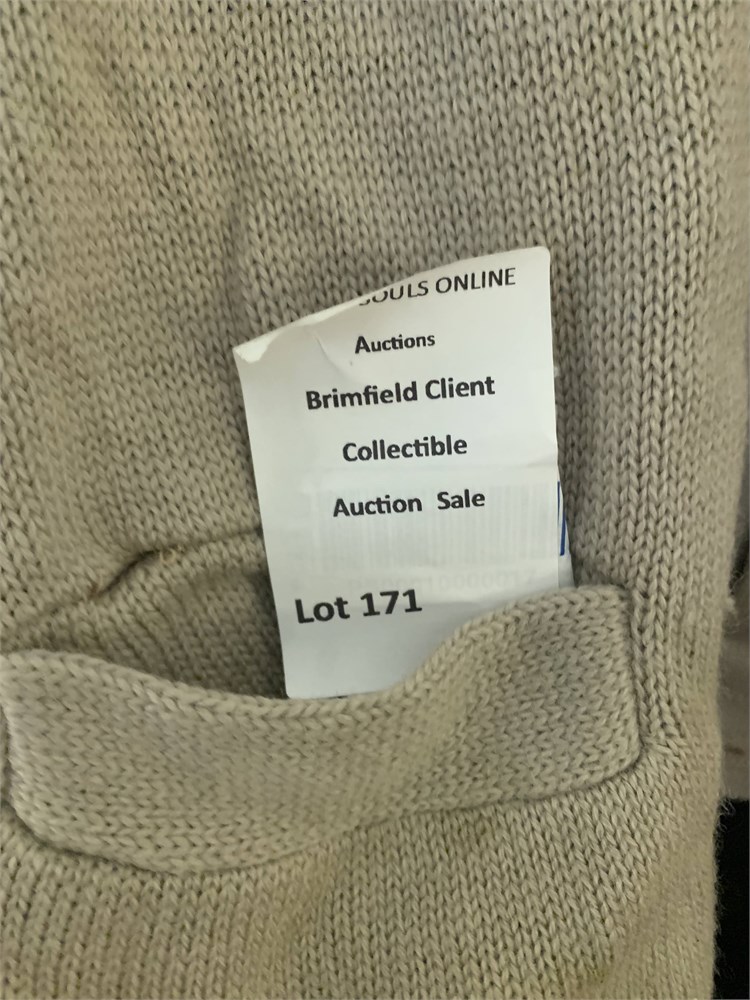 SOULS ONLINE
Auctions
Brimfield Client
Collectible
Auction Sale
Lot 171